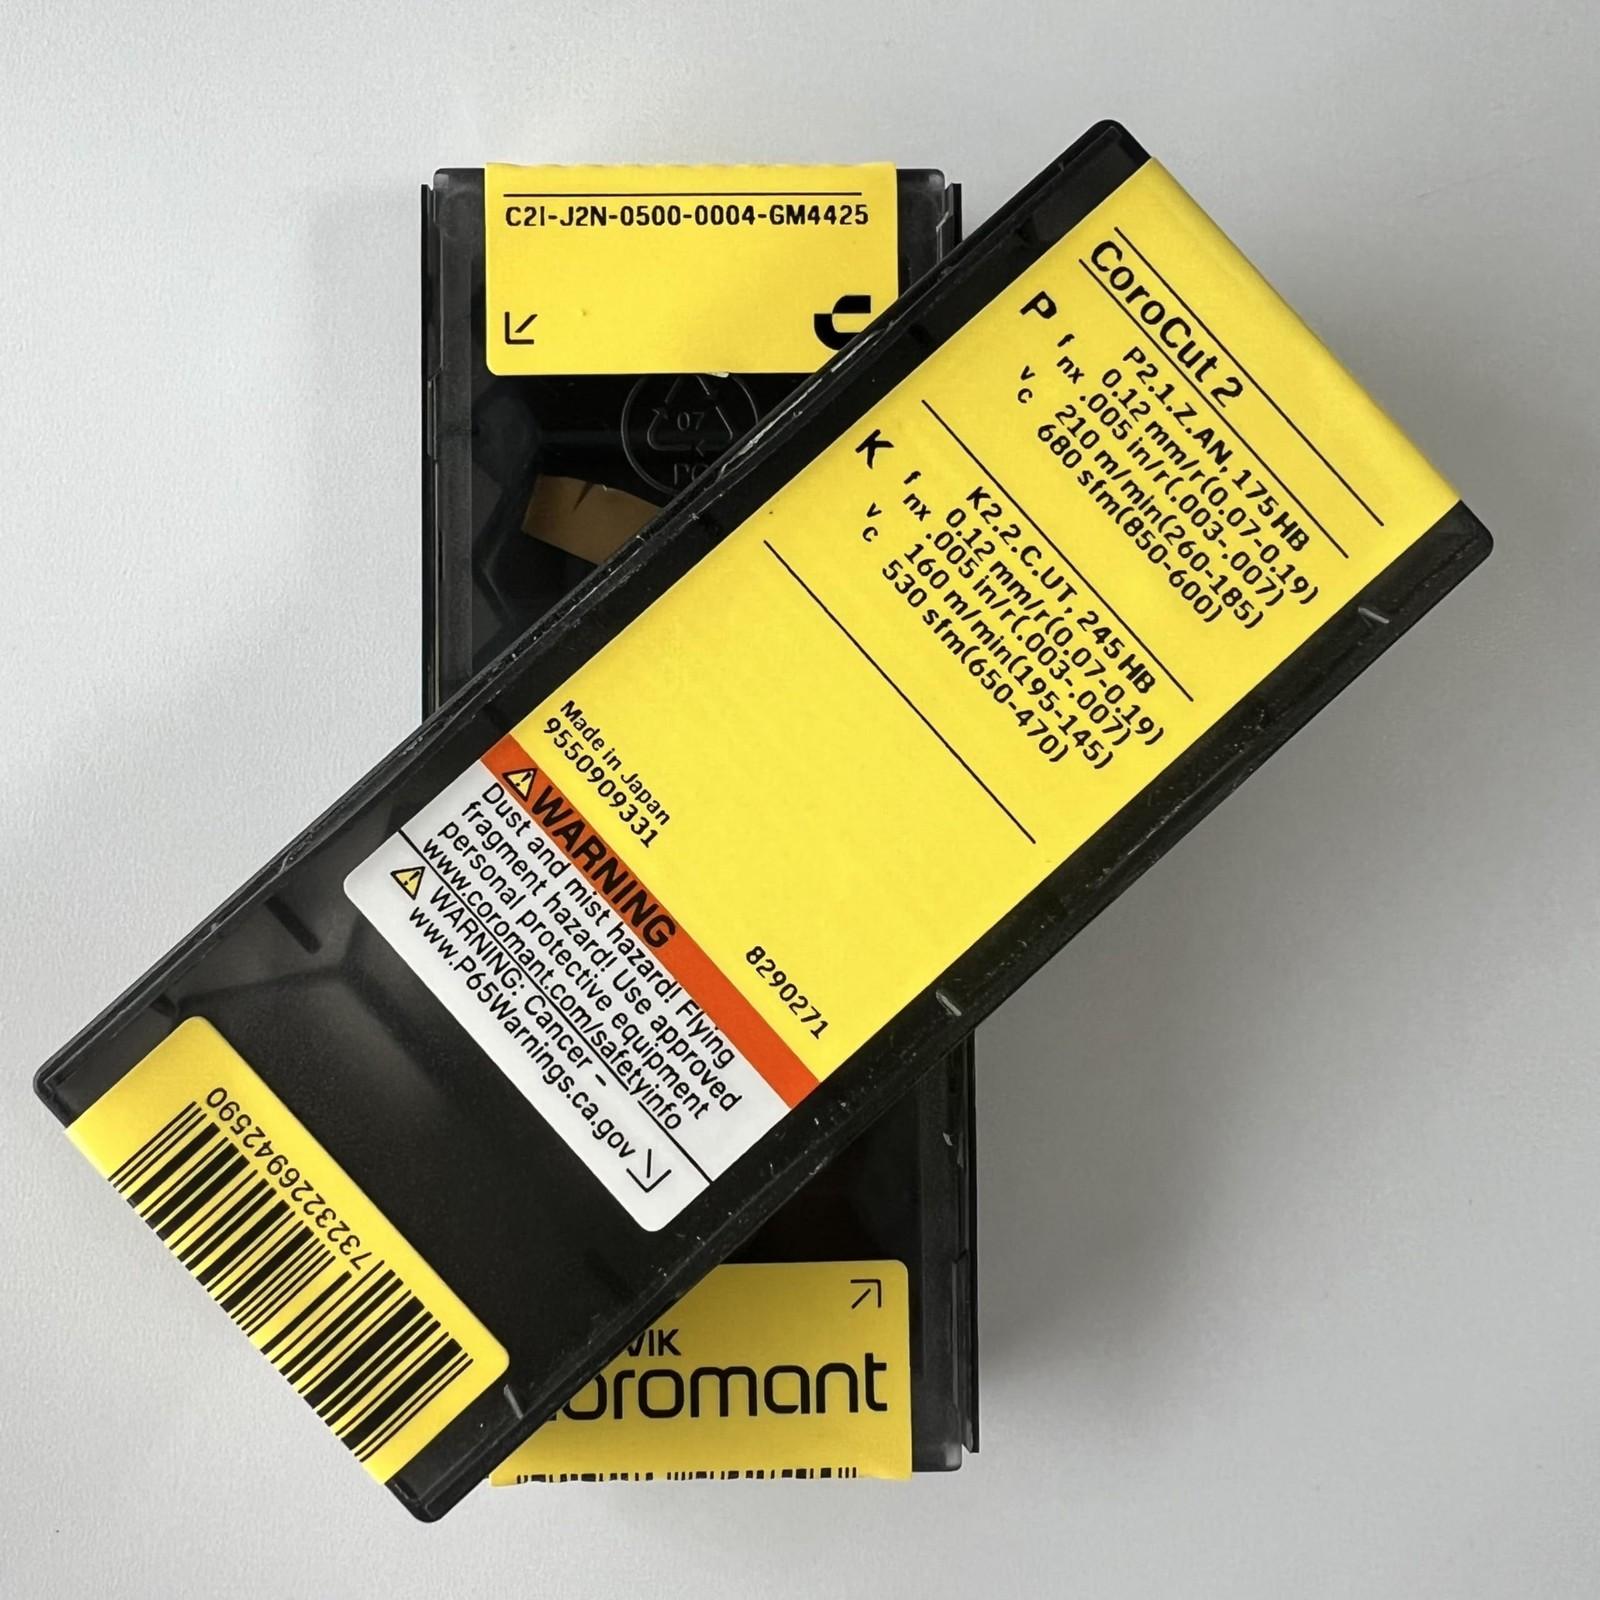 C2I-J2N-0500-0004-GM4425
07
CoroCut 2
P
P2.1.Z.AN, 175 HB
f nx 0.12 mm/r(0.07-0.19)
.005 in/r(.003-.007)
v c 210 m/min(260-185)
680 sfm(850-600)
K
K2.2.C.UT, 245 HB
f nx 0.12 mm/r(0.07-0.19)
.005 in/r(.003-.007)
v c 160 m/min(195-145)
530 sfm(650-470)
Made in Japan
9550909331
8290271
WARNING
Dust and mist hazard! Flying
fragment hazard! Use approved
personal protective equipment
www.coromant.com/safetyinfo
WARNING: Cancer –
www.P65Warnings.ca.gov
7323226942590
oromant